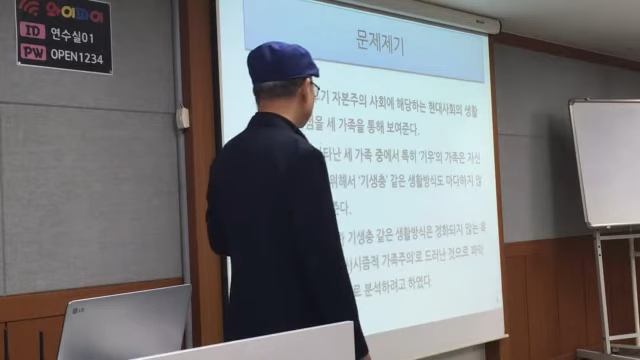 와이파이
ID 연수실01
PW OPEN1234
문제제기
기 자본주의 사회에 해당하는 현대사회의 생활
을 세 가족을 통해 보여준다.
타난 세 가족 중에서 특히 '기우'의 가족은 자신
위해서 '기생충' 같은 생활방식도 마다하지 않
다.
기생충 같은 생활방식은 정화되지 않는 육
적 가족주의'로 드러난 것으로 파악
로 분석하려고 하였다.
LG